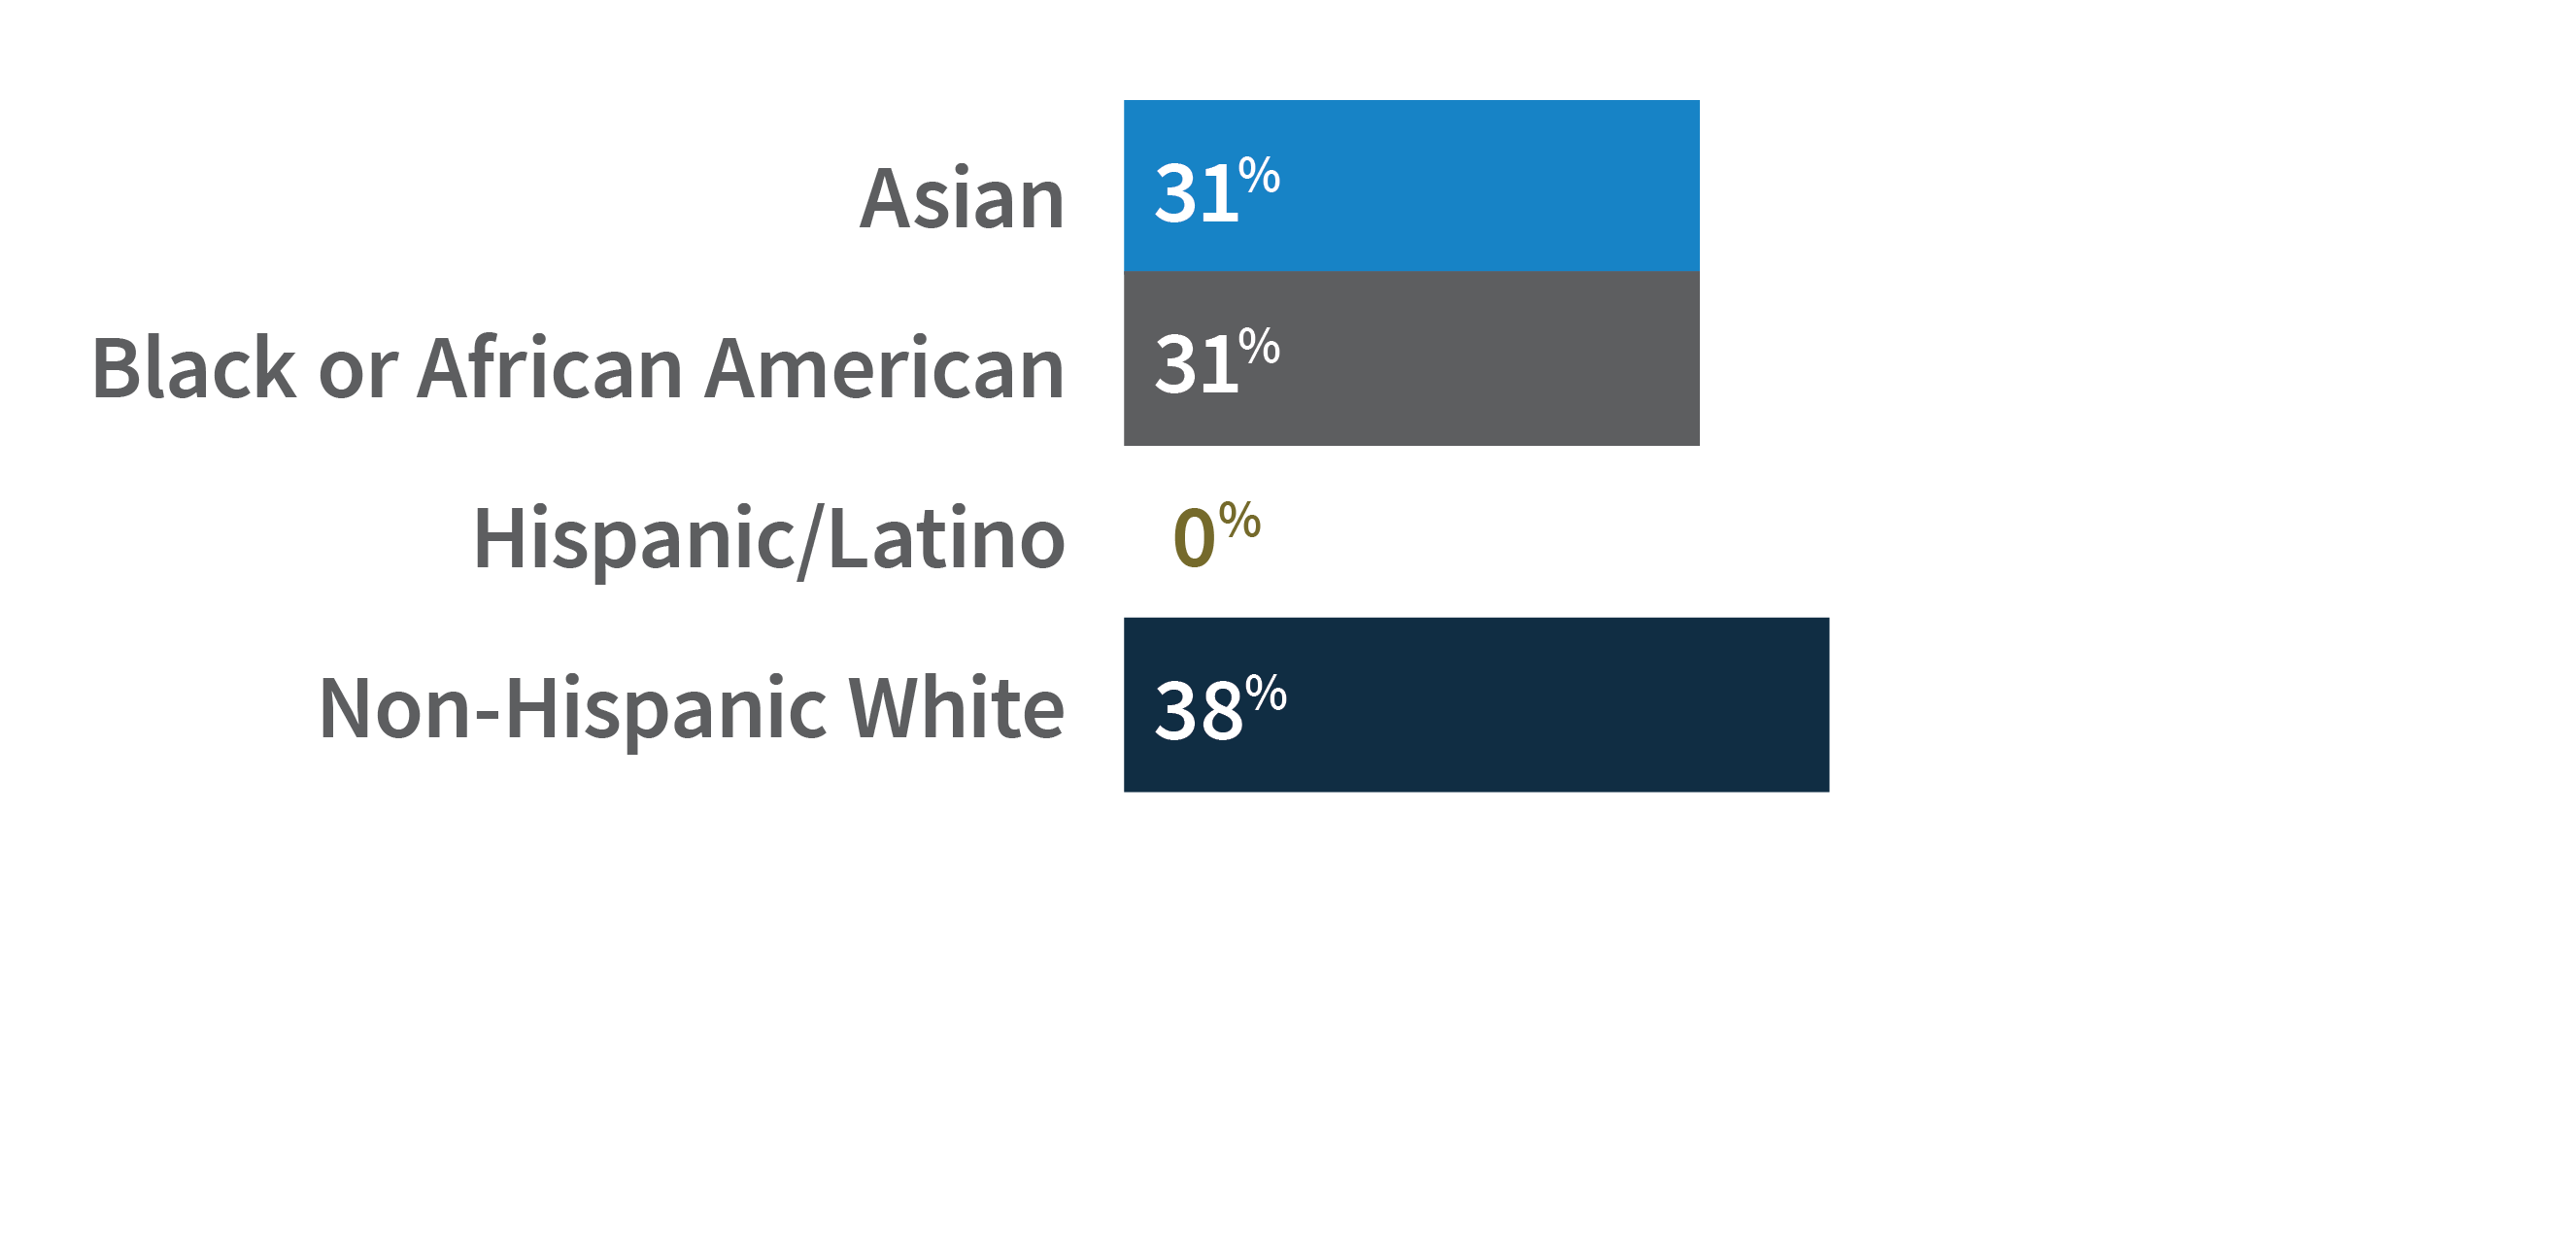 Asian 31%
Black or African American 31%
Hispanic/Latino 0%
Non-Hispanic White 38%